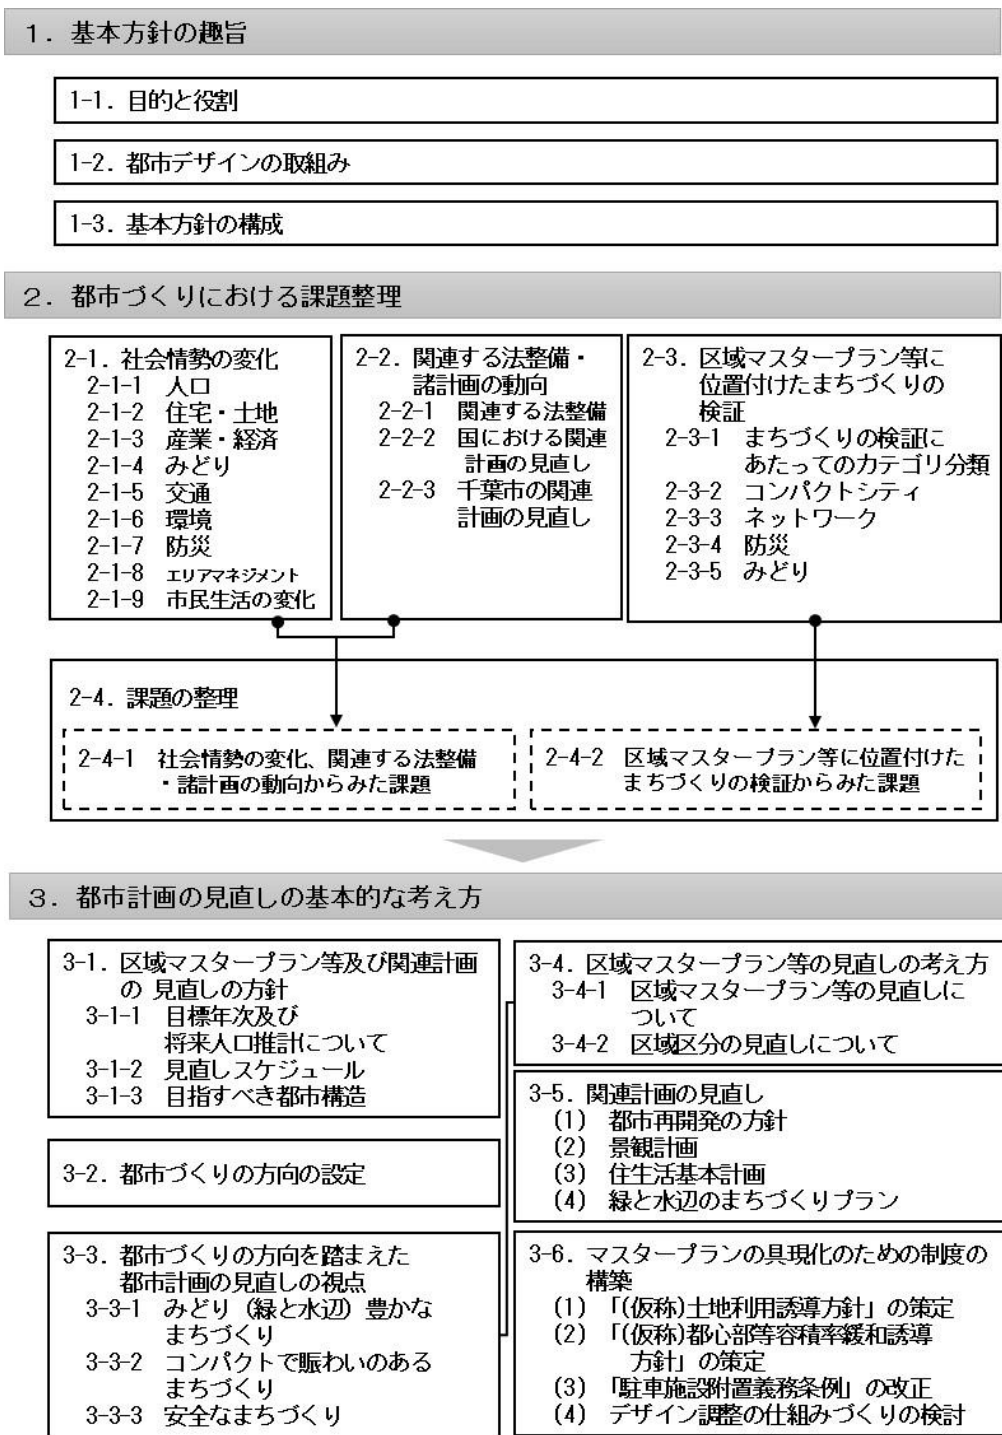 １．基本方針の趣旨
1-1．目的と役割
1-2．都市デザインの取組み
1-3．基本方針の構成
２．都市づくりにおける課題整理
2-1．社会情勢の変化
2-1-1　人口
2-1-2　住宅・土地
2-1-3　産業・経済
2-1-4　みどり
2-1-5　交通
2-1-6　環境
2-1-7　防災
2-1-8　エリアマネジメント
2-1-9　市民生活の変化
2-2．関連する法整備・
諸計画の動向
2-2-1　関連する法整備
2-2-2　国における関連
計画の見直し
2-2-3　千葉市の関連
計画の見直し
2-3．区域マスタープラン等に
位置付けたまちづくりの
検証
2-3-1　まちづくりの検証に
あたってのカテゴリ分類
2-3-2　コンパクトシティ
2-3-3　ネットワーク
2-3-4　防災
2-3-5　みどり
2-4．課題の整理
2-4-1　社会情勢の変化、関連する法整備
・諸計画の動向からみた課題
2-4-2　区域マスタープラン等に位置付けた
まちづくりの検証からみた課題
３．都市計画の見直しの基本的な考え方
3-1．区域マスタープラン等及び関連計画
の 見直しの方針
3-1-1　目標年次及び
将来人口推計について
3-1-2　見直しスケジュール
3-1-3　目指すべき都市構造
3-2．都市づくりの方向の設定
3-3．都市づくりの方向を踏まえた
都市計画の見直しの視点
3-3-1　みどり（緑と水辺）豊かな
まちづくり
3-3-2　コンパクトで賑わいのある
まちづくり
3-3-3　安全なまちづくり
3-4．区域マスタープラン等の見直しの考え方
3-4-1　区域マスタープラン等の見直しに
ついて
3-4-2　区域区分の見直しについて
3-5．関連計画の見直し
(1)　都市再開発の方針
(2)　景観計画
(3)　住生活基本計画
(4)　緑と水辺のまちづくりプラン
3-6．マスタープランの具現化のための制度の
構築
(1)　「(仮称)土地利用誘導方針」の策定
(2)　「(仮称)都心部等容積率緩和誘導
方針」の策定
(3)　「駐車施設附置義務条例」の改正
(4)　デザイン調整の仕組みづくりの検討